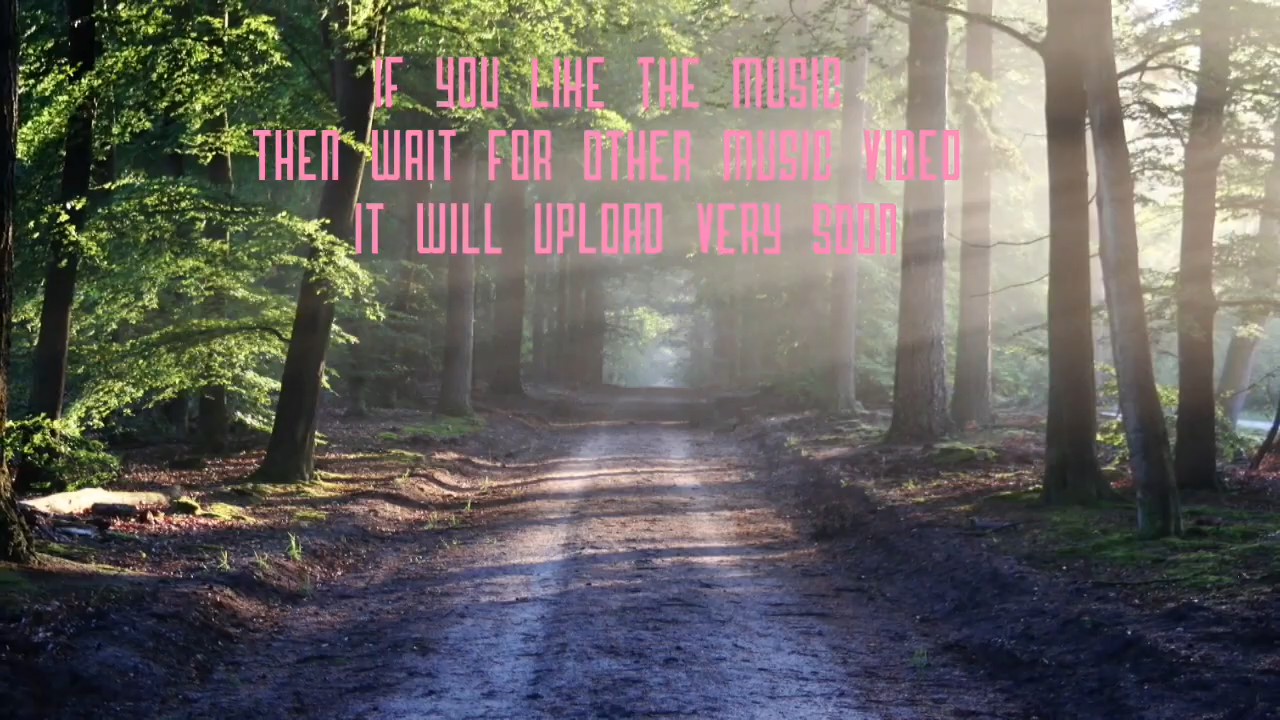 IF YOU LIKE THE MUSIC
THEN WAIT FOR OTHER MUSIC VIDEO
IT WILL UPLOAD VERY SOON